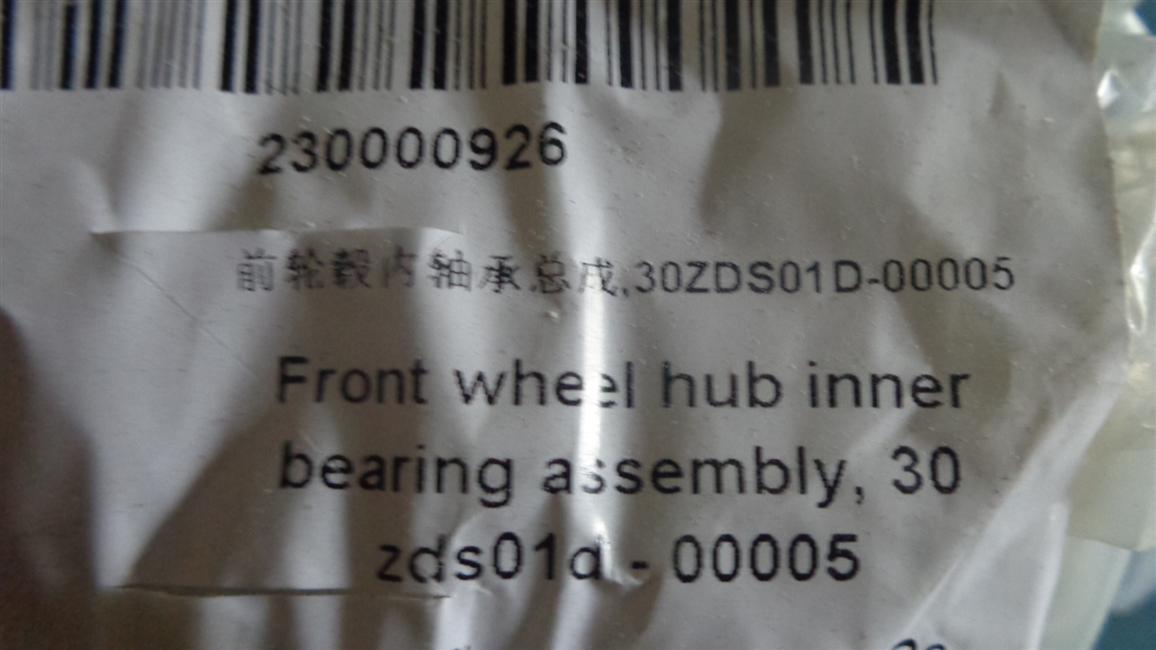 230000926
前轮毂内轴承总成,30ZDS01D-00005
Front wheel hub inner
bearing assembly, 30
zds01d - 00005